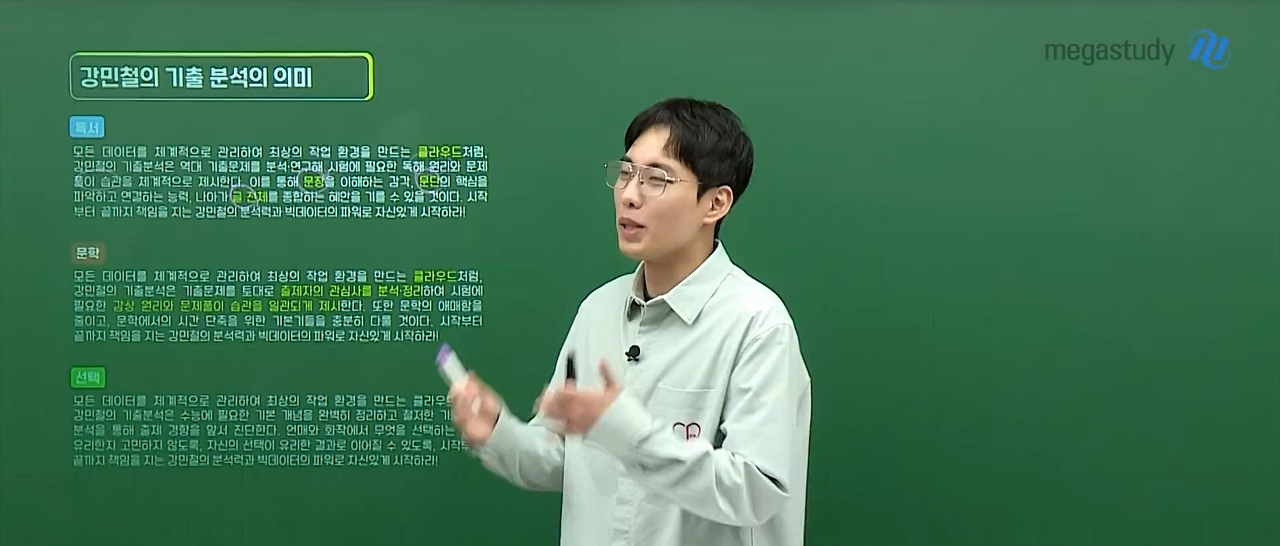 megastudy
강민철의 기출 분석의 의미
독서
모든 데이터를 체계적으로 관리하여 최상의 작업 환경을 만드는 클라우드처럼,
강민철의 기출분석은 역대 기출문제를 분석·연구해 시험에 필요한 독해 원리와 문제
풀이 습관을 체계적으로 제시한다. 이를 통해 문장을 이해하는 감각, 문단의 핵심을
파악하고 연결하는 능력, 나아가 글 전체를 종합하는 혜안을 기를 수 있을 것이다. 시작
부터 끝까지 책임을 지는 강민철의 분석력과 빅데이터의 파워로 자신있게 시작하라!
문학
모든 데이터를 체계적으로 관리하여 최상의 작업 환경을 만드는 클라우드처럼,
강민철의 기출분석은 기출문제를 토대로 출제자의 관심사를 분석·정리하여 시험에
필요한 감상 원리와 문제풀이 습관을 일관되게 제시한다. 또한 문학의 애매함을
줄이고, 문학에서의 시간 단축을 위한 기본기들을 충분히 다룰 것이다. 시작부터
끝까지 책임을 지는 강민철의 분석력과 빅데이터의 파워로 자신있게 시작하라!
선택
모든 데이터를 체계적으로 관리하여 최상의 작업 환경을 만드는 클라우
강민철의 기출분석은 수능에 필요한 기본 개념을 완벽히 정리하고 철저한
분석을 통해 출제 경향을 앞서 진단한다. 언매와 화작에서 무엇을 선택하는
유리한지 고민하지 않도록, 자신의 선택이 유리한 결과로 이어질 수 있도록, 시작
끝까지 책임을 지는 강민철의 분석력과 빅데이터의 파워로 자신있게 시작하라!